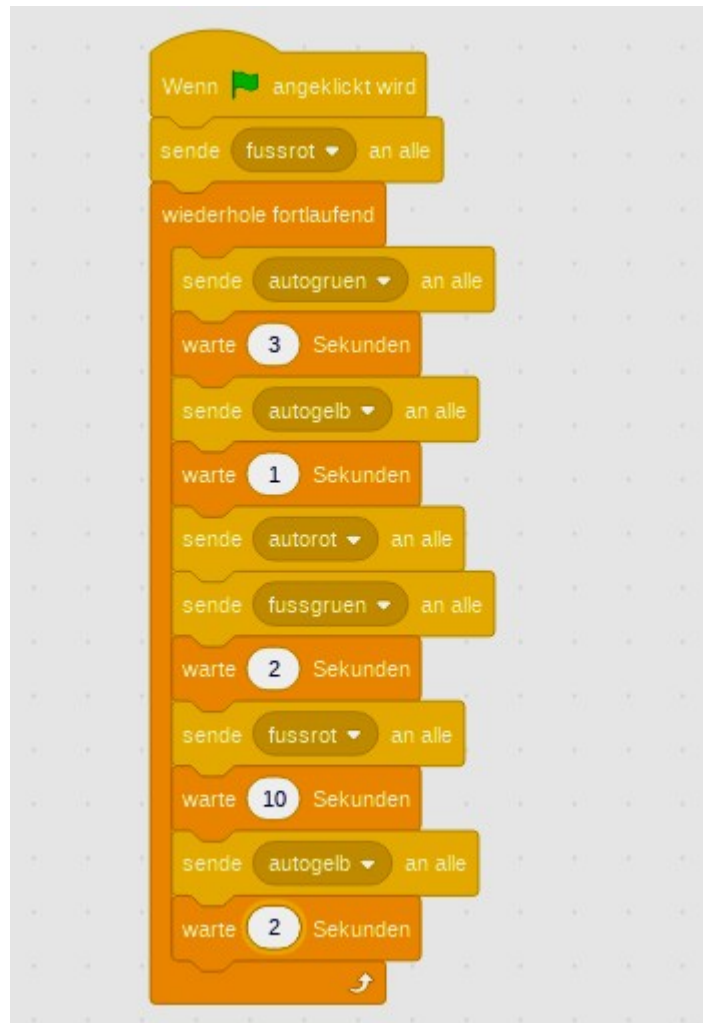 Wenn angeklickt wird
sende fussrot an alle
wiederhole fortlaufend
sende autogruen an alle
warte 3 Sekunden
sende autogelb an alle
warte 1 Sekunden
sende autorot an alle
sende fussgruen an alle
warte 2 Sekunden
sende fussrot an alle
warte 10 Sekunden
sende autogelb an alle
warte 2 Sekunden